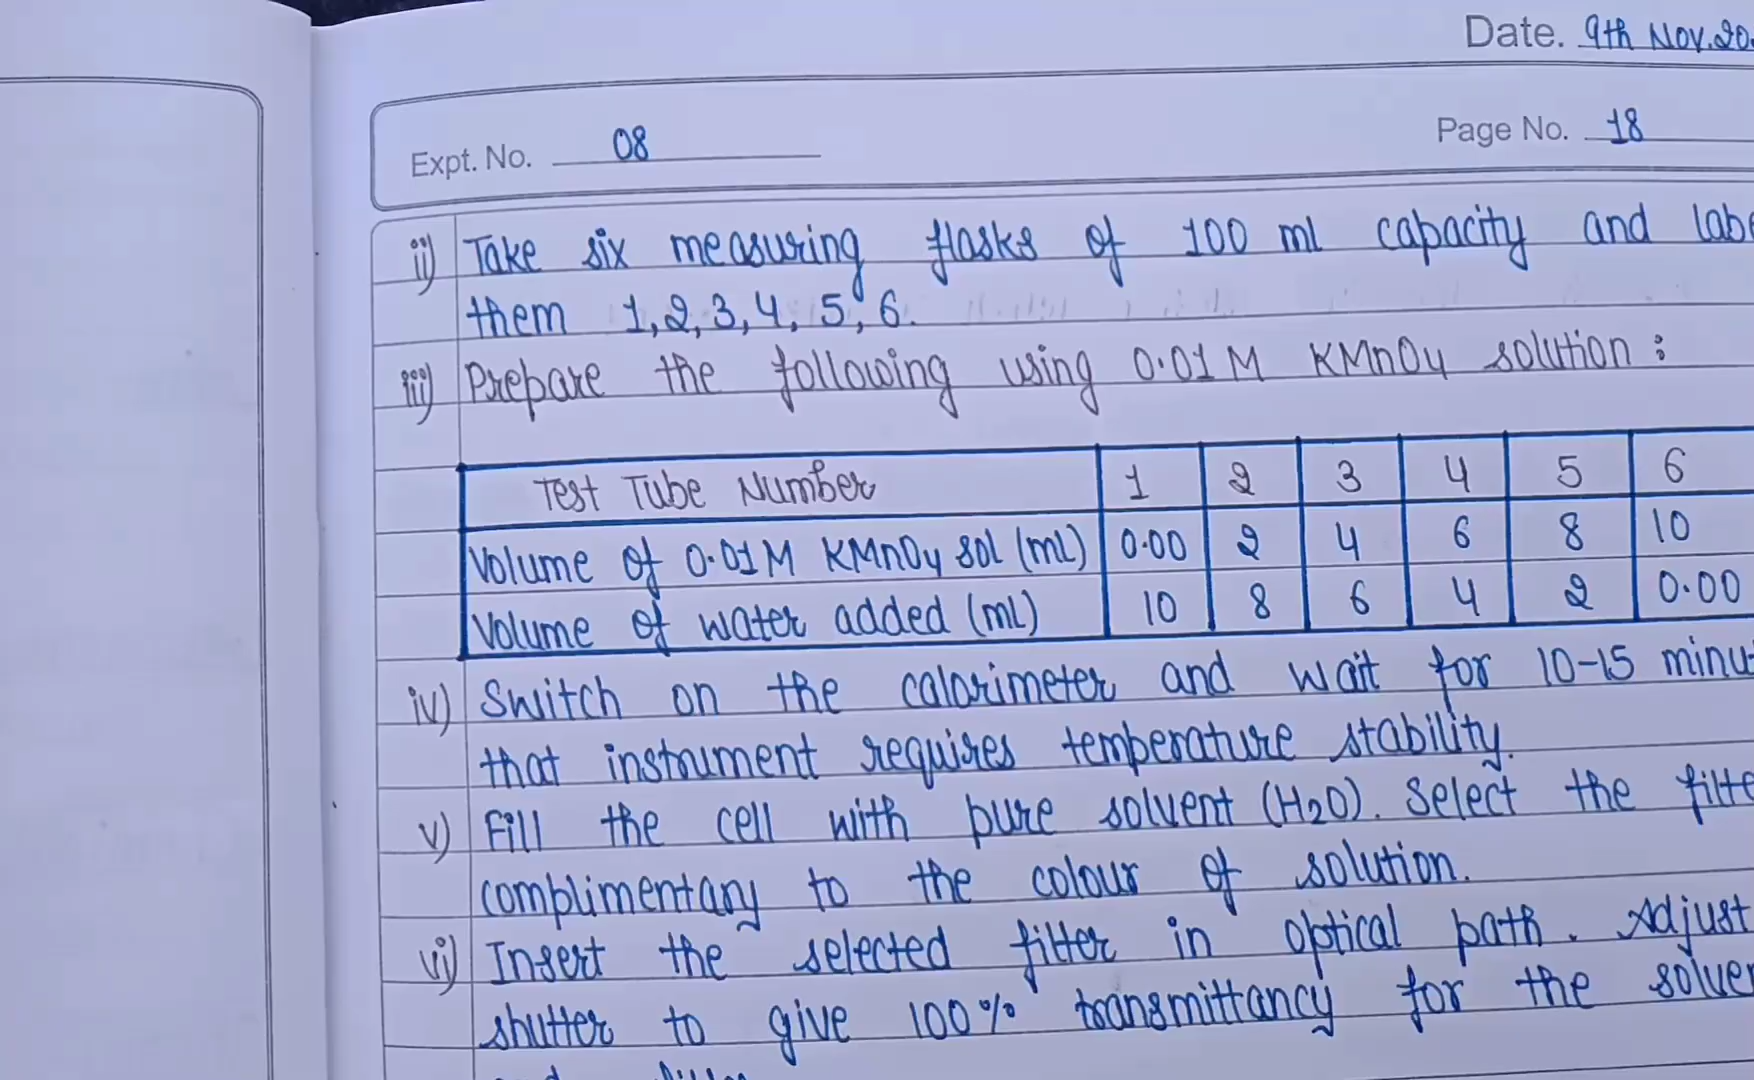 Date. 9th Nov. 20
Expt. No. 08
Page No. 18
ii) Take six measuring flasks of 100 ml capacity and lab
them 1, 2, 3, 4, 5, 6.
iii) Prepare the following using 0.01 M KMnO4 solution :
Test Tube Number 1 2 3 4 5 6
Volume of 0.01M KMnO4 sol (ml) 0.00 2 4 6 8 10
Volume of water added (ml) 10 8 6 4 2 0.00
iv) Switch on the calorimeter and wait for 10-15 minu
that instrument requires temperature stability.
v) Fill the cell with pure solvent (H2O). Select the filte
complimentary to the colour of solution.
vi) Insert the selected filter in optical path. Adjust
shutter to give 100% transmittancy for the solve